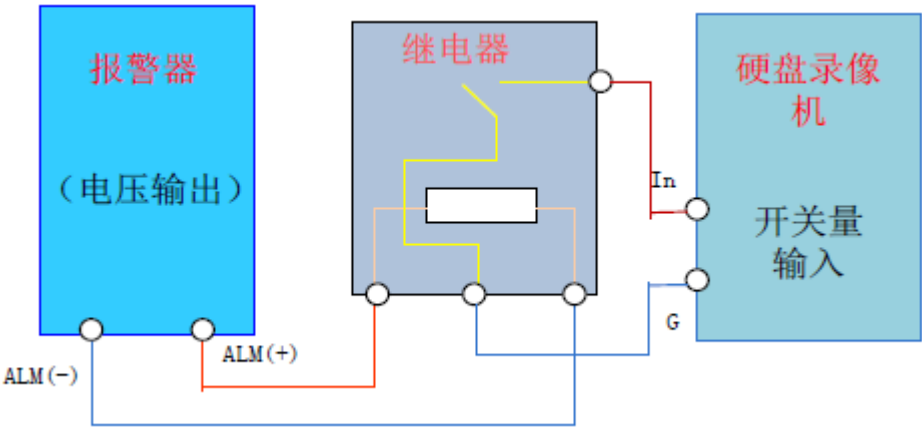 报警器
（电压输出）
ALM(-)
ALM(+)
继电器
In
G
硬盘录像
机
开关量
输入